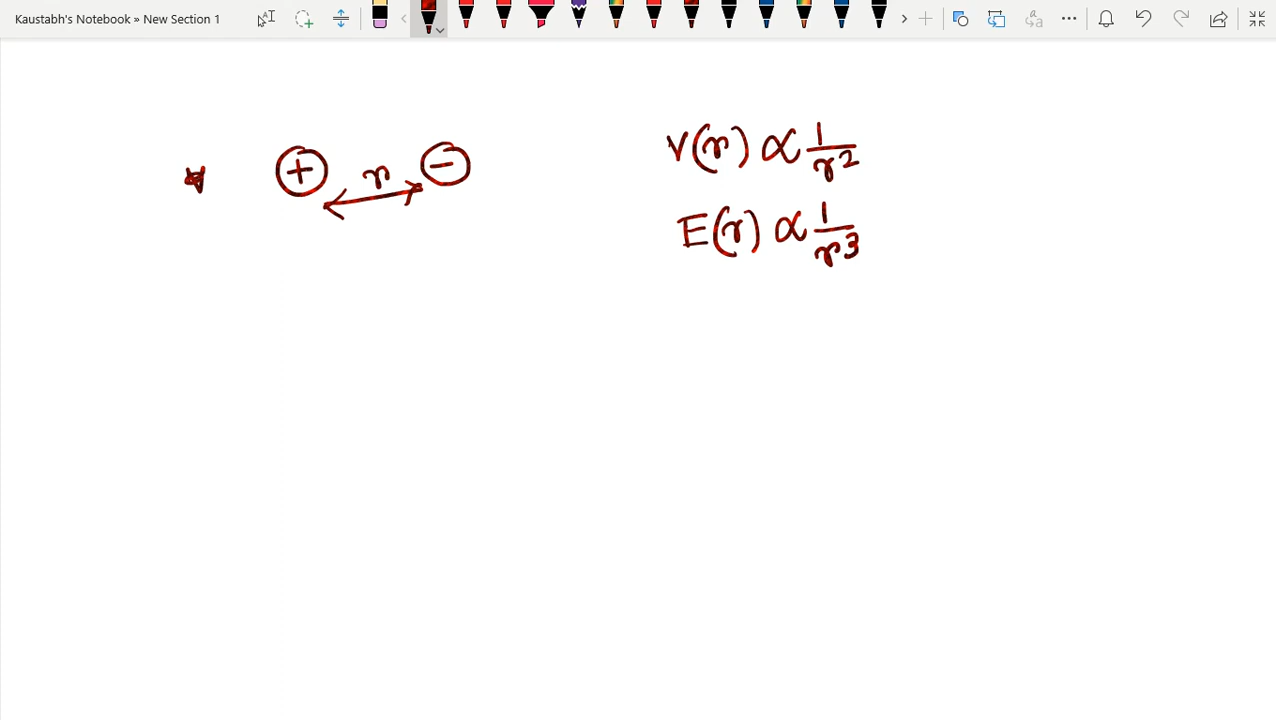 Kaustabh's Notebook » New Section 1
+ r −
V(r) ∝ 1/r²
E(r) ∝ 1/r³